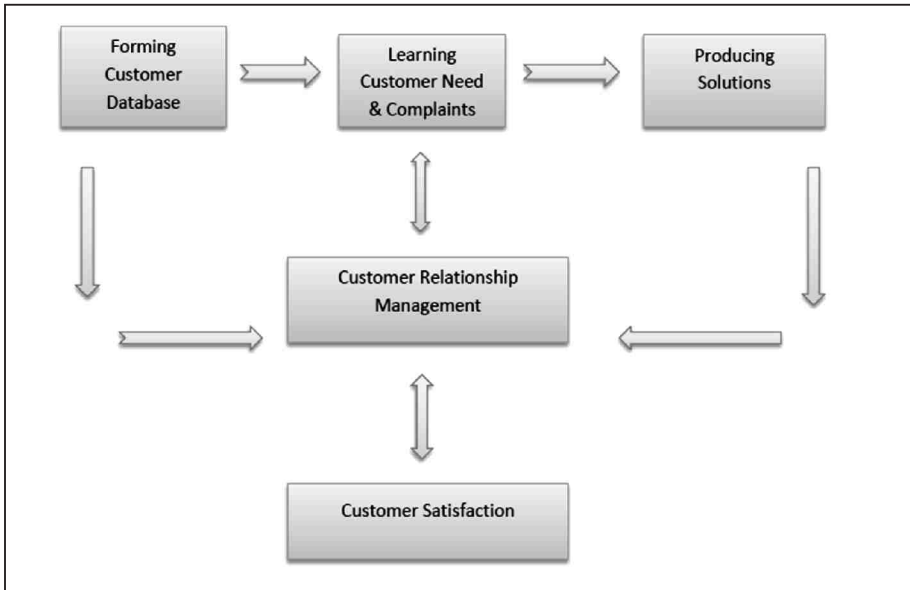 Forming
Customer
Database
Learning
Customer Need
& Complaints
Producing
Solutions
Customer Relationship
Management
Customer Satisfaction